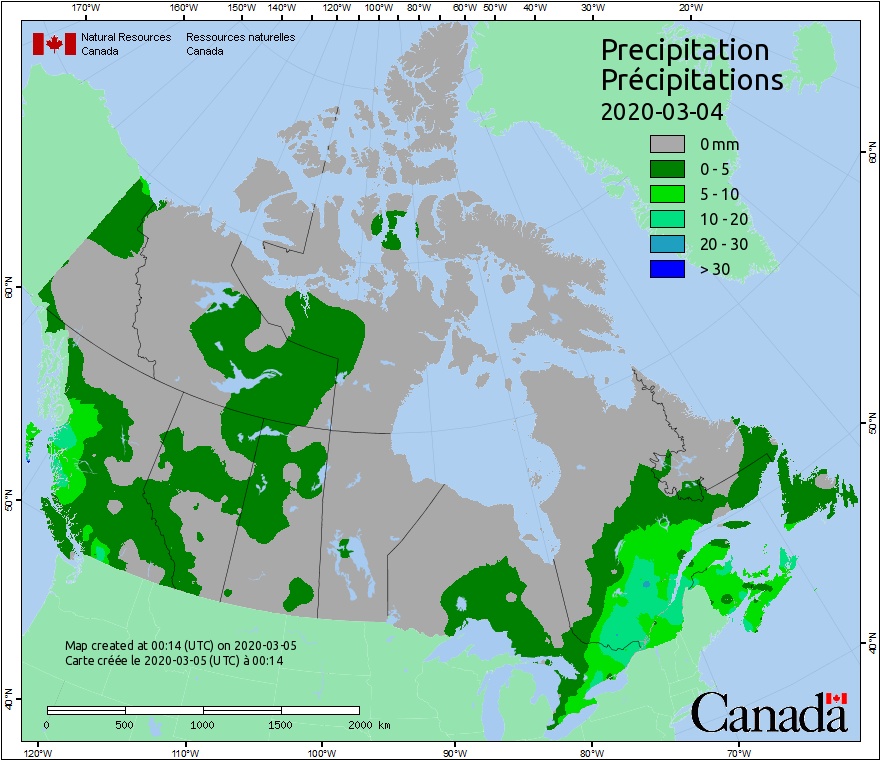 170°W 160°W 150°W 140°W 130°W 120°W 110°W 100°W 90°W 80°W 60°W 50°W 40°W 30°W 20°W
Natural Resources Canada
Ressources naturelles Canada
Precipitation
Précipitations
2020-03-04
0 mm
0 - 5
5 - 10
10 - 20
20 - 30
> 30
60°N
60°N
50°N
50°N
40°N
40°N
Map created at 00:14 (UTC) on 2020-03-05
Carte créée le 2020-03-05 (UTC) à 00:14
0 500 1000 1500 2000 km
Canada
120°W 110°W 100°W 90°W 80°W 70°W